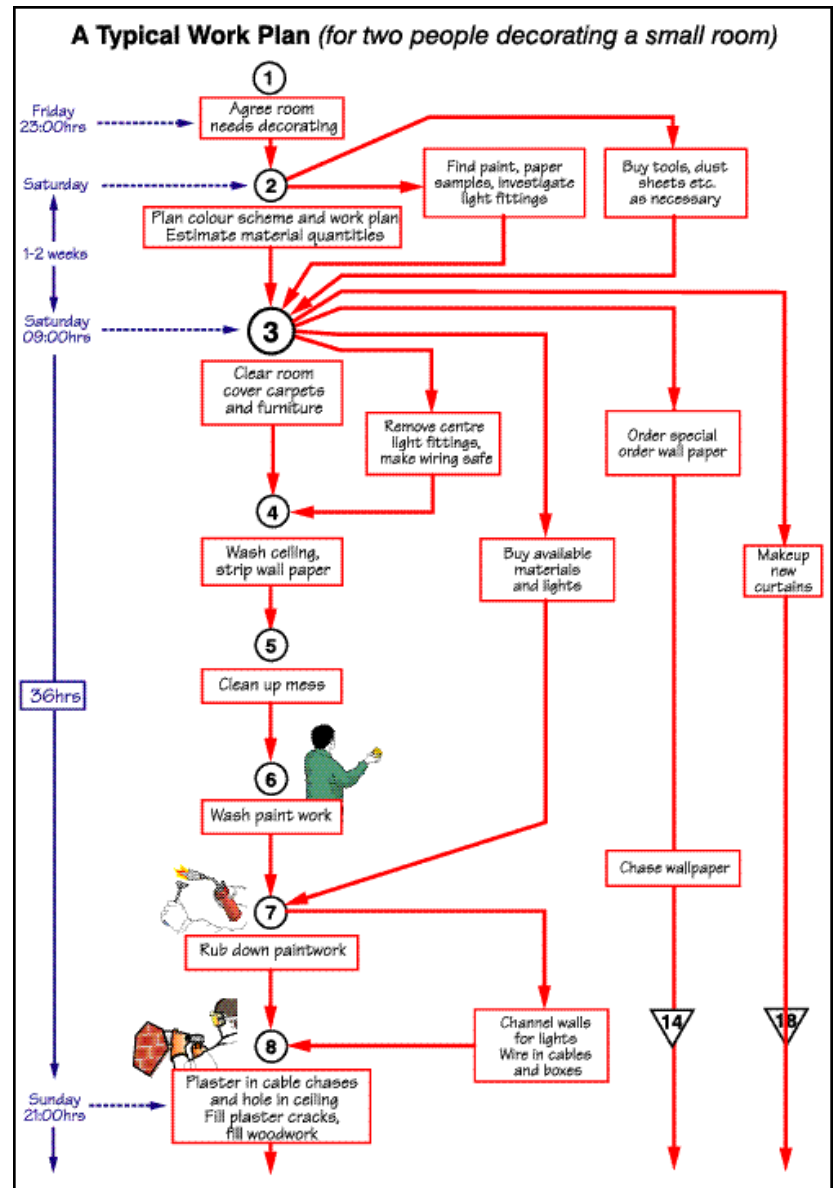 A Typical Work Plan (for two people decorating a small room)
1
Friday
23:00hrs
Agree room
needs decorating
Saturday
2
Find paint, paper
samples, investigate
light fittings
Buy tools, dust
sheets etc.
as necessary
Plan colour scheme and work plan
Estimate material quantities
1-2 weeks
Saturday
09:00hrs
3
Clear room
cover carpets
and furniture
Remove centre
light fittings,
make wiring safe
Order special
order wall paper
4
Wash ceiling,
strip wall paper
Buy available
materials
and lights
Makeup
new
curtains
5
Clean up mess
36hrs
6
Wash paint work
Chase wallpaper
7
Rub down paintwork
8
Channel walls
for lights
Wire in cables
and boxes
14
18
Sunday
21:00hrs
Plaster in cable chases
and hole in ceiling
Fill plaster cracks,
fill woodwork